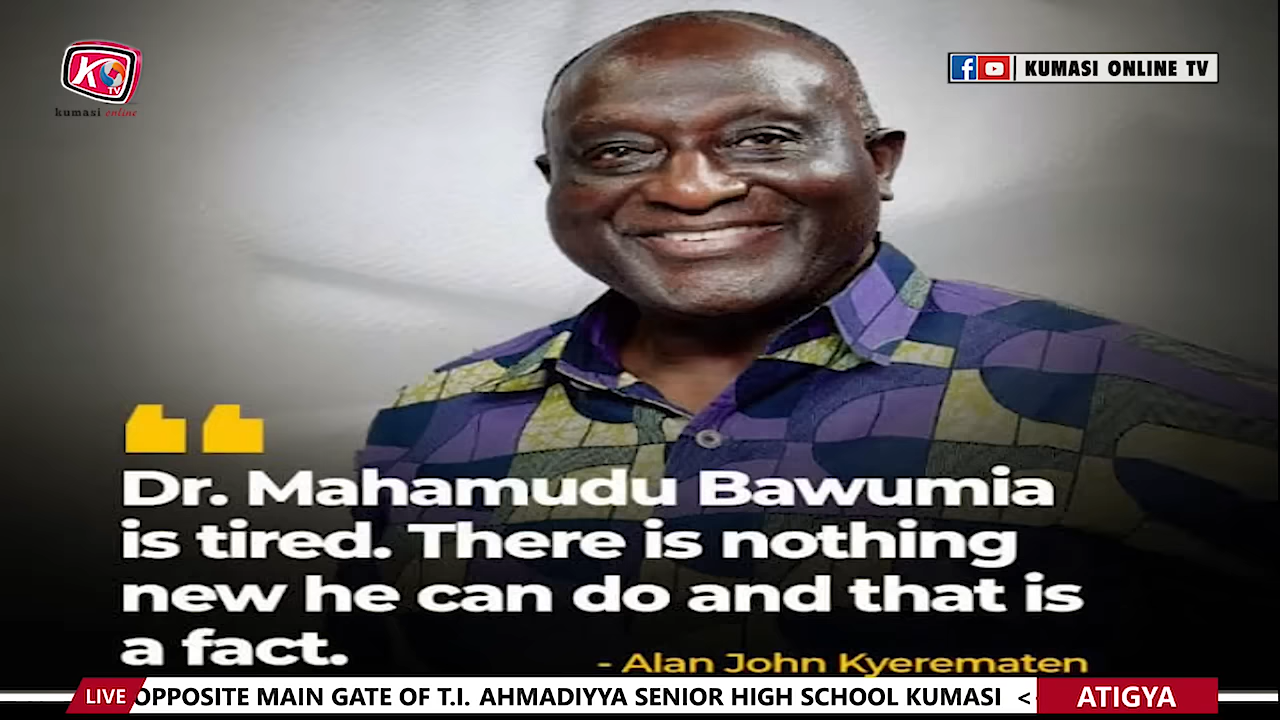 K
TV
kumasi online
KUMASI ONLINE TV
Dr. Mahamudu Bawumia
is tired. There is nothing
new he can do and that is
a fact.
- Alan John Kyerematen
LIVE
OPPOSITE MAIN GATE OF T.I. AHMADIYYA SENIOR HIGH SCHOOL KUMASI <
ATIGYA